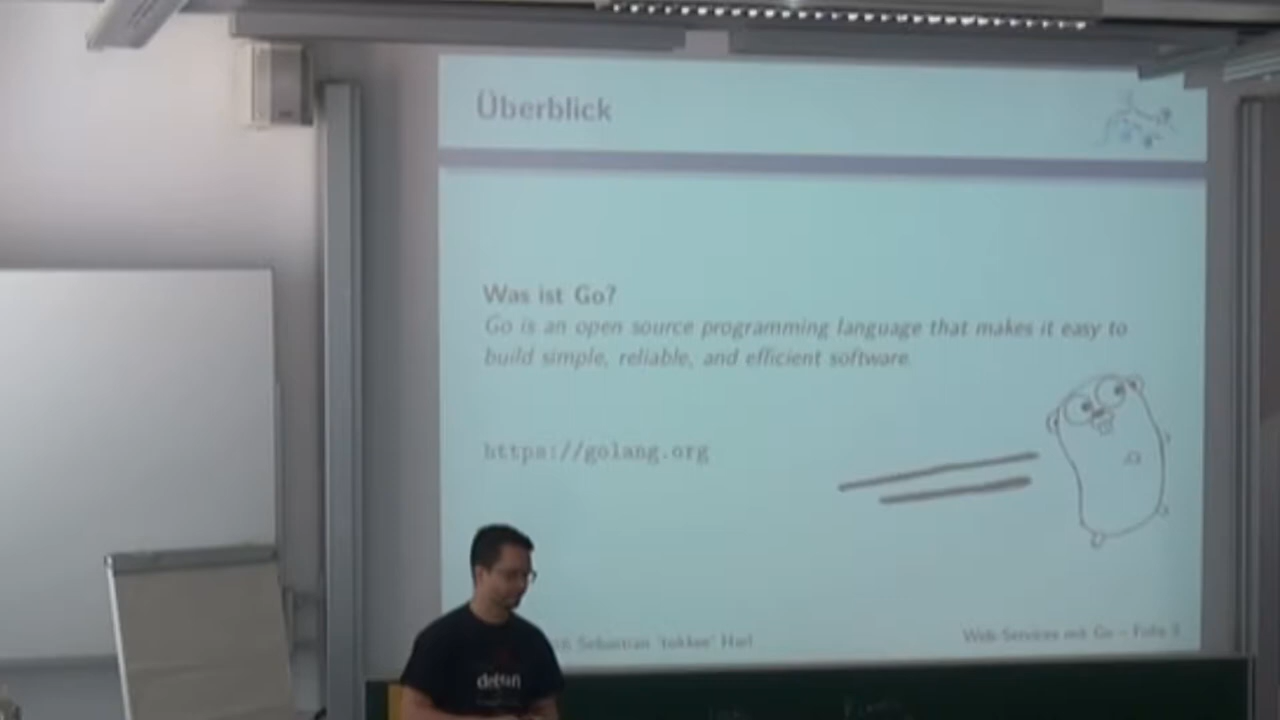 Überblick
Was ist Go?
Go is an open source programming language that makes it easy to
build simple, reliable, and efficient software.
https://golang.org
Sebastian 'tokkee' Harl
Web-Services mit Go – Folie 3
debian